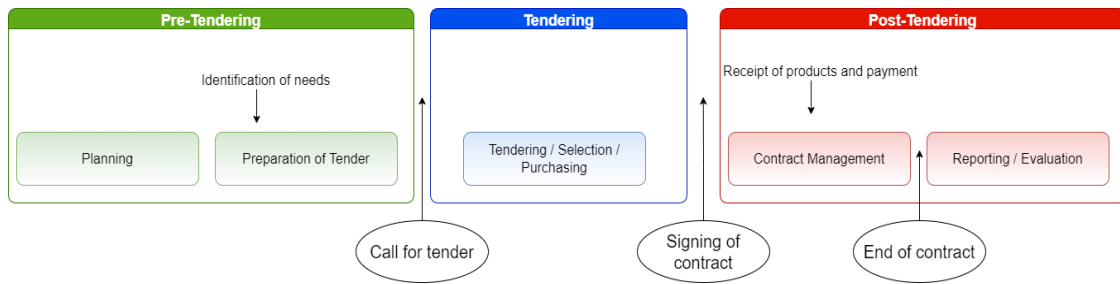 Pre-Tendering
Tendering
Post-Tendering
Identification of needs
Receipt of products and payment
Planning
Preparation of Tender
Tendering / Selection /
Purchasing
Contract Management
Reporting / Evaluation
Call for tender
Signing of
contract
End of contract